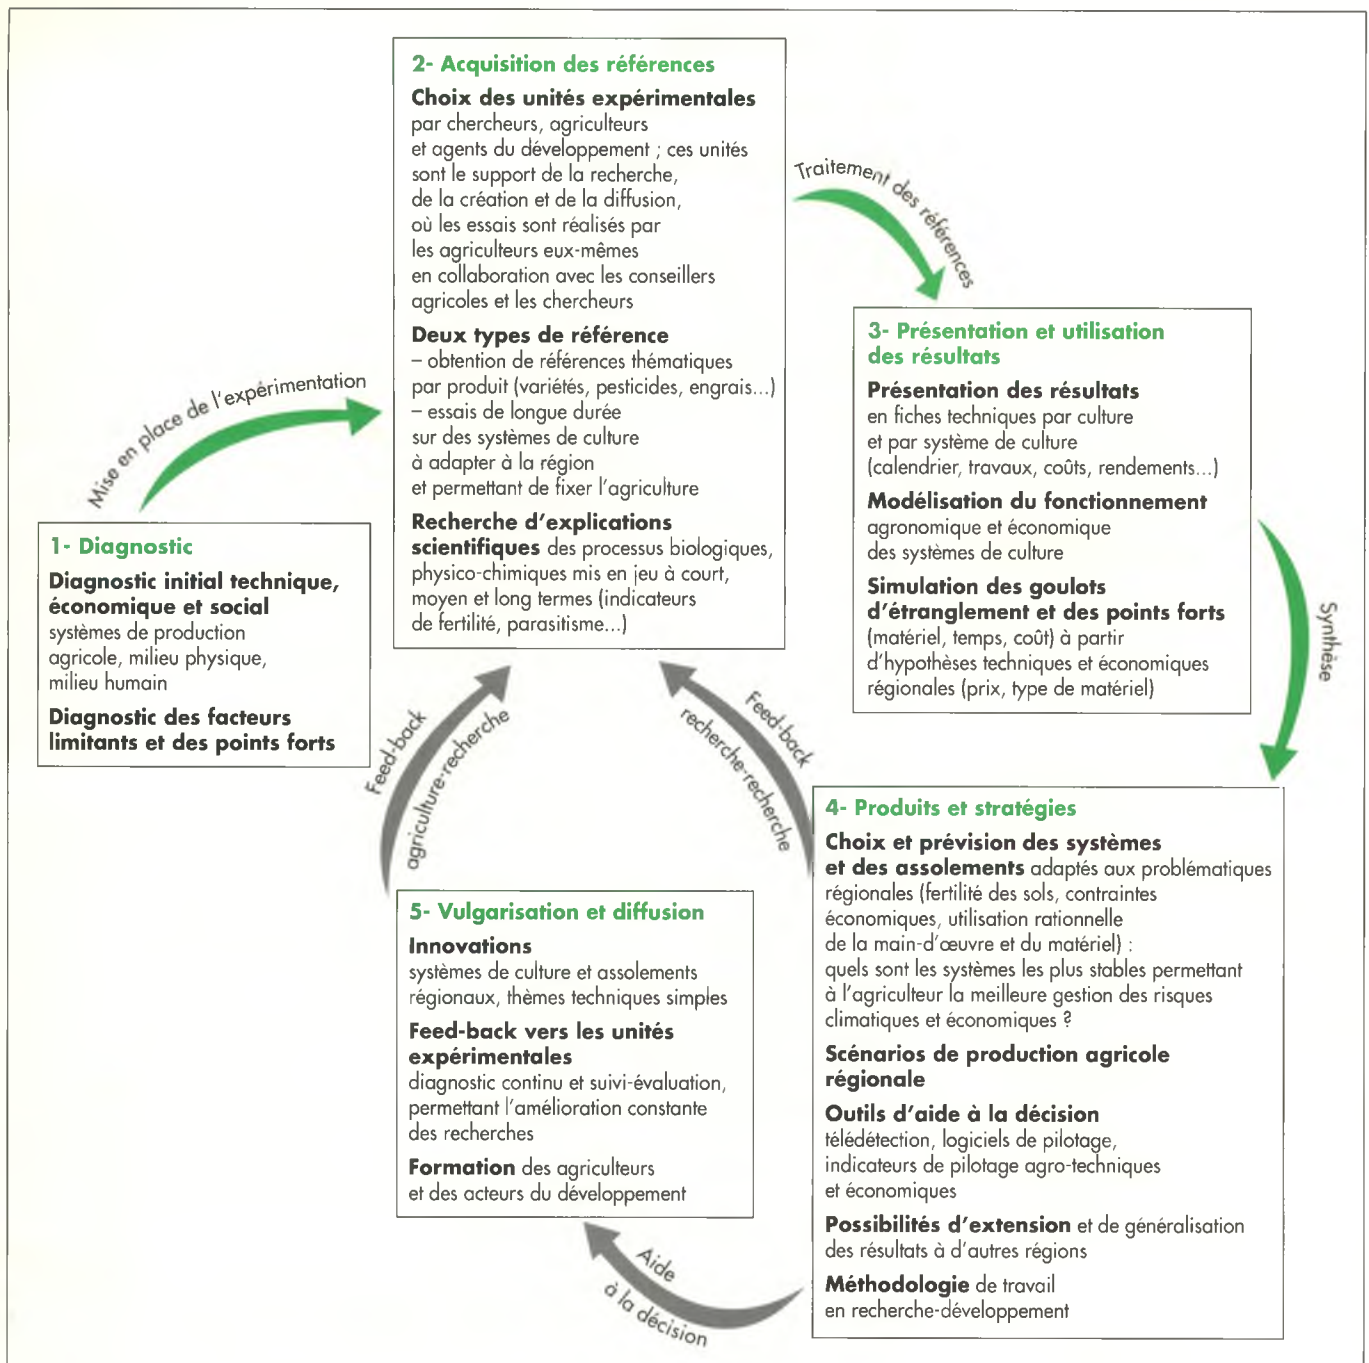 1- Diagnostic
Diagnostic initial technique,
économique et social
systèmes de production
agricole, milieu physique,
milieu humain
Diagnostic des facteurs
limitants et des points forts
Mise en place de l'expérimentation
2- Acquisition des références
Choix des unités expérimentales
par chercheurs, agriculteurs
et agents du développement ; ces unités
sont le support de la recherche,
de la création et de la diffusion,
où les essais sont réalisés par
les agriculteurs eux-mêmes
en collaboration avec les conseillers
agricoles et les chercheurs
Deux types de référence
– obtention de références thématiques
par produit (variétés, pesticides, engrais...)
– essais de longue durée
sur des systèmes de culture
à adapter à la région
et permettant de fixer l'agriculture
Recherche d'explications
scientifiques des processus biologiques,
physico-chimiques mis en jeu à court,
moyen et long termes (indicateurs
de fertilité, parasitisme...)
Traitement des références
3- Présentation et utilisation
des résultats
Présentation des résultats
en fiches techniques par culture
et par système de culture
(calendrier, travaux, coûts, rendements...)
Modélisation du fonctionnement
agronomique et économique
des systèmes de culture
Simulation des goulots
d'étranglement et des points forts
(matériel, temps, coût) à partir
d'hypothèses techniques et économiques
régionales (prix, type de matériel)
Synthèse
4- Produits et stratégies
Choix et prévision des systèmes
et des assolements adaptés aux problématiques
régionales (fertilité des sols, contraintes
économiques, utilisation rationnelle
de la main-d'œuvre et du matériel) :
quels sont les systèmes les plus stables permettant
à l'agriculteur la meilleure gestion des risques
climatiques et économiques ?
Scénarios de production agricole
régionale
Outils d'aide à la décision
télédétection, logiciels de pilotage,
indicateurs de pilotage agro-techniques
et économiques
Possibilités d'extension et de généralisation
des résultats à d'autres régions
Méthodologie de travail
en recherche-développement
Feed-back
recherche-recherche
Aide
à la décision
5- Vulgarisation et diffusion
Innovations
systèmes de culture et assolements
régionaux, thèmes techniques simples
Feed-back vers les unités
expérimentales
diagnostic continu et suivi-évaluation,
permettant l'amélioration constante
des recherches
Formation des agriculteurs
et des acteurs du développement
Feed-back
agriculture-recherche